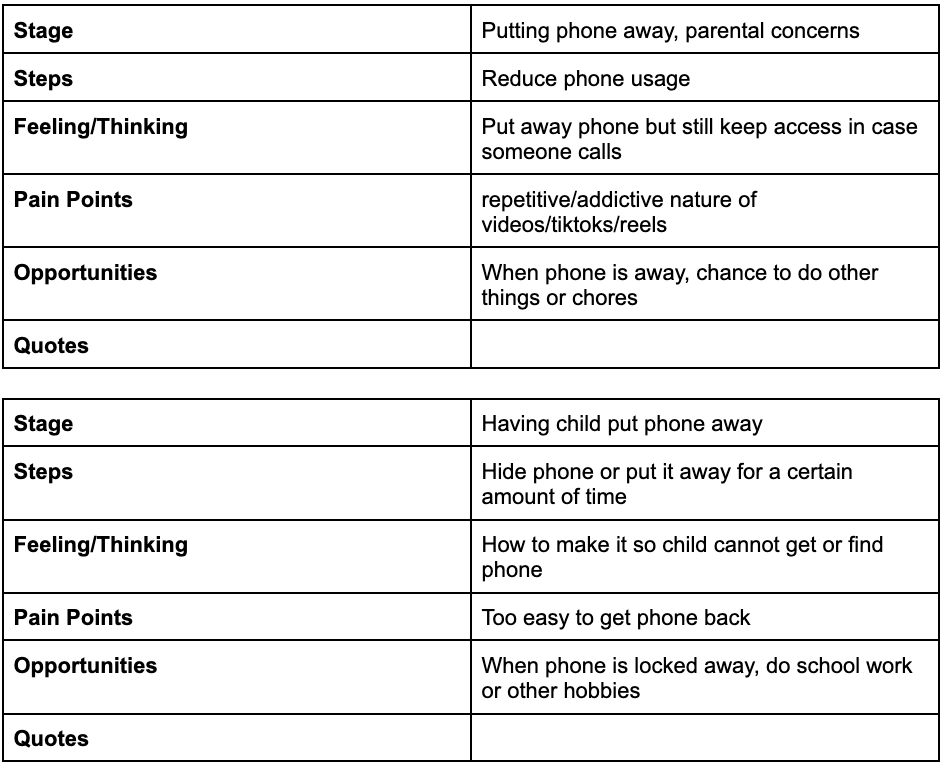 Stage
Putting phone away, parental concerns
Steps
Reduce phone usage
Feeling/Thinking
Put away phone but still keep access in case
someone calls
Pain Points
repetitive/addictive nature of
videos/tiktoks/reels
Opportunities
When phone is away, chance to do other
things or chores
Quotes
Stage
Having child put phone away
Steps
Hide phone or put it away for a certain
amount of time
Feeling/Thinking
How to make it so child cannot get or find
phone
Pain Points
Too easy to get phone back
Opportunities
When phone is locked away, do school work
or other hobbies
Quotes